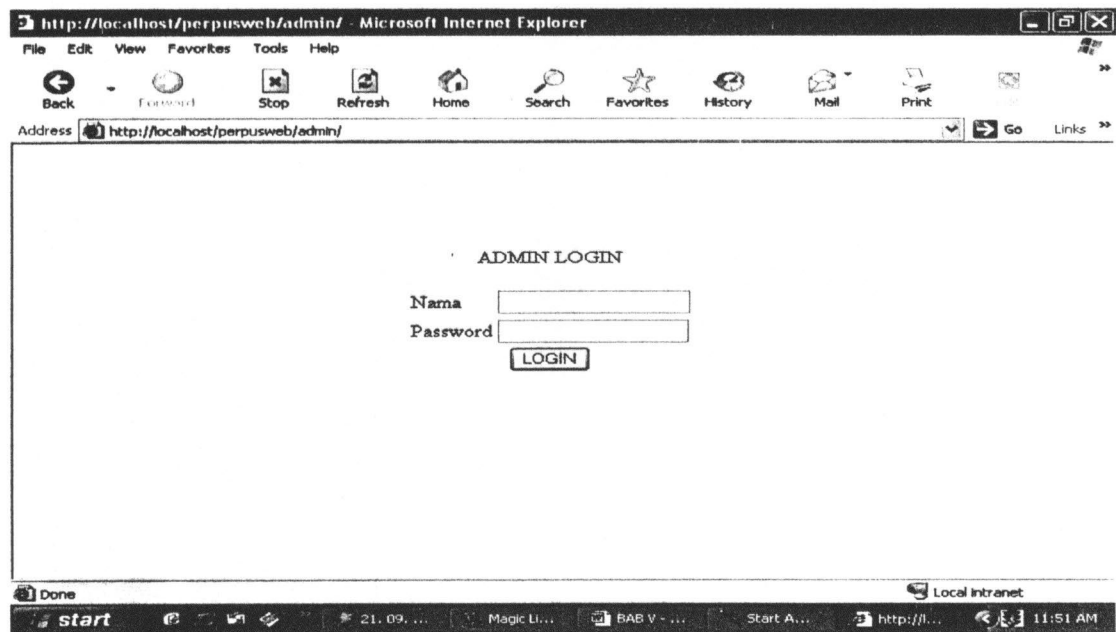 http://localhost/perpusweb/admin/ - Microsoft Internet Explorer
File Edit View Favorites Tools Help
Back Forward Stop Refresh Home Search Favorites History Mail Print
Address http://localhost/perpusweb/admin/ Go Links
ADMIN LOGIN
Nama
Password
LOGIN
Done Local intranet
start 21. 09. ... Magic Li... BAB V - ... Start A... http://l... 11:51 AM